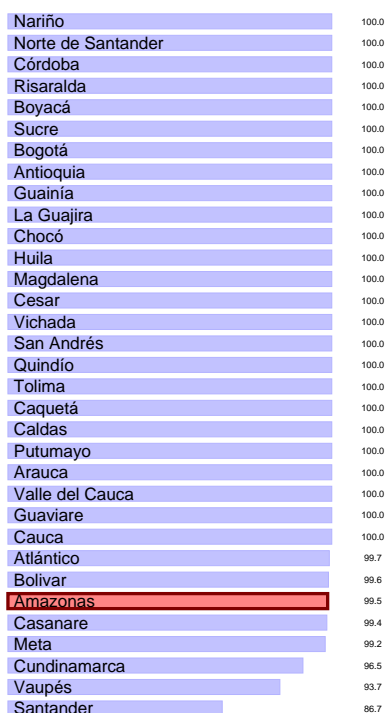 Nariño 100.0
Norte de Santander 100.0
Córdoba 100.0
Risaralda 100.0
Boyacá 100.0
Sucre 100.0
Bogotá 100.0
Antioquia 100.0
Guainía 100.0
La Guajira 100.0
Chocó 100.0
Huila 100.0
Magdalena 100.0
Cesar 100.0
Vichada 100.0
San Andrés 100.0
Quindío 100.0
Tolima 100.0
Caquetá 100.0
Caldas 100.0
Putumayo 100.0
Arauca 100.0
Valle del Cauca 100.0
Guaviare 100.0
Cauca 100.0
Atlántico 99.7
Bolivar 99.6
Amazonas 99.5
Casanare 99.4
Meta 99.2
Cundinamarca 96.5
Vaupés 93.7
Santander 86.7